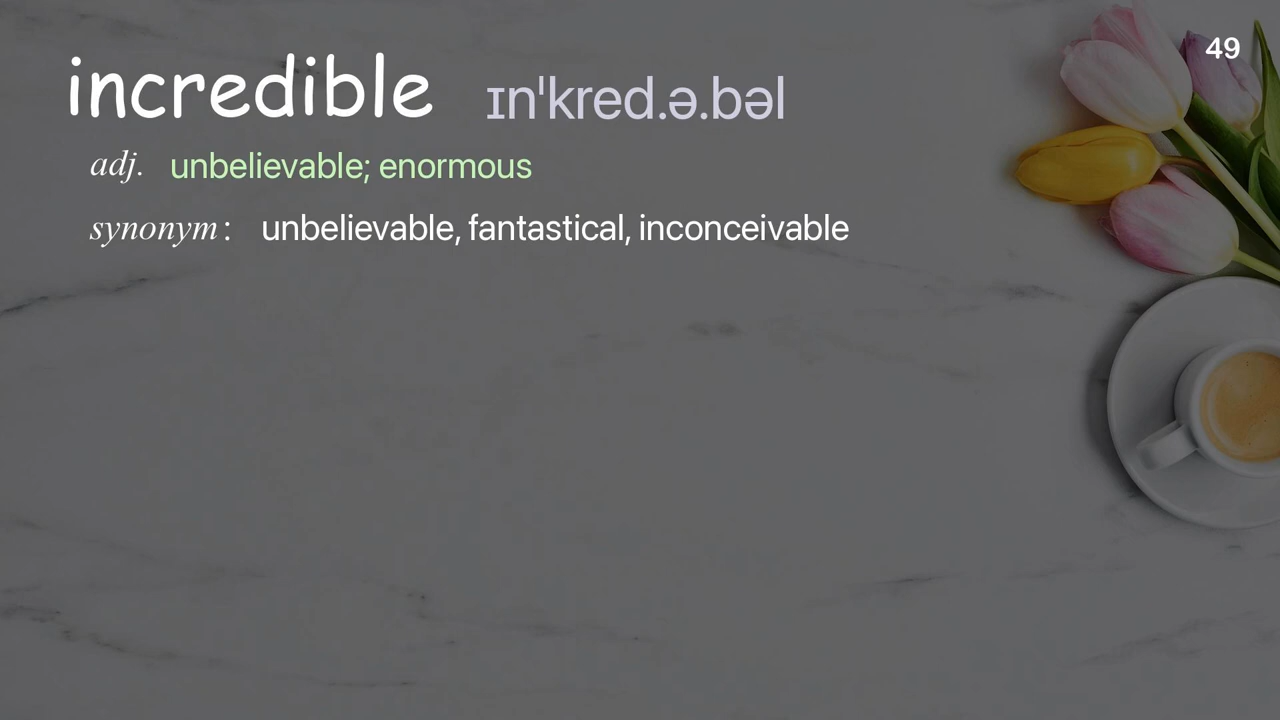 49
incredible ɪnˈkred.ə.bəl
adj. unbelievable; enormous
synonym: unbelievable, fantastical, inconceivable